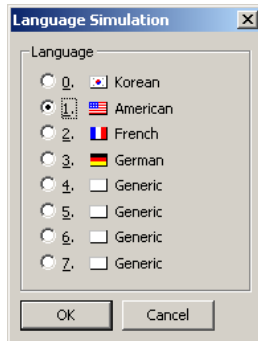 Language Simulation
Language
0. Korean
1. American
2. French
3. German
4. Generic
5. Generic
6. Generic
7. Generic
OK Cancel